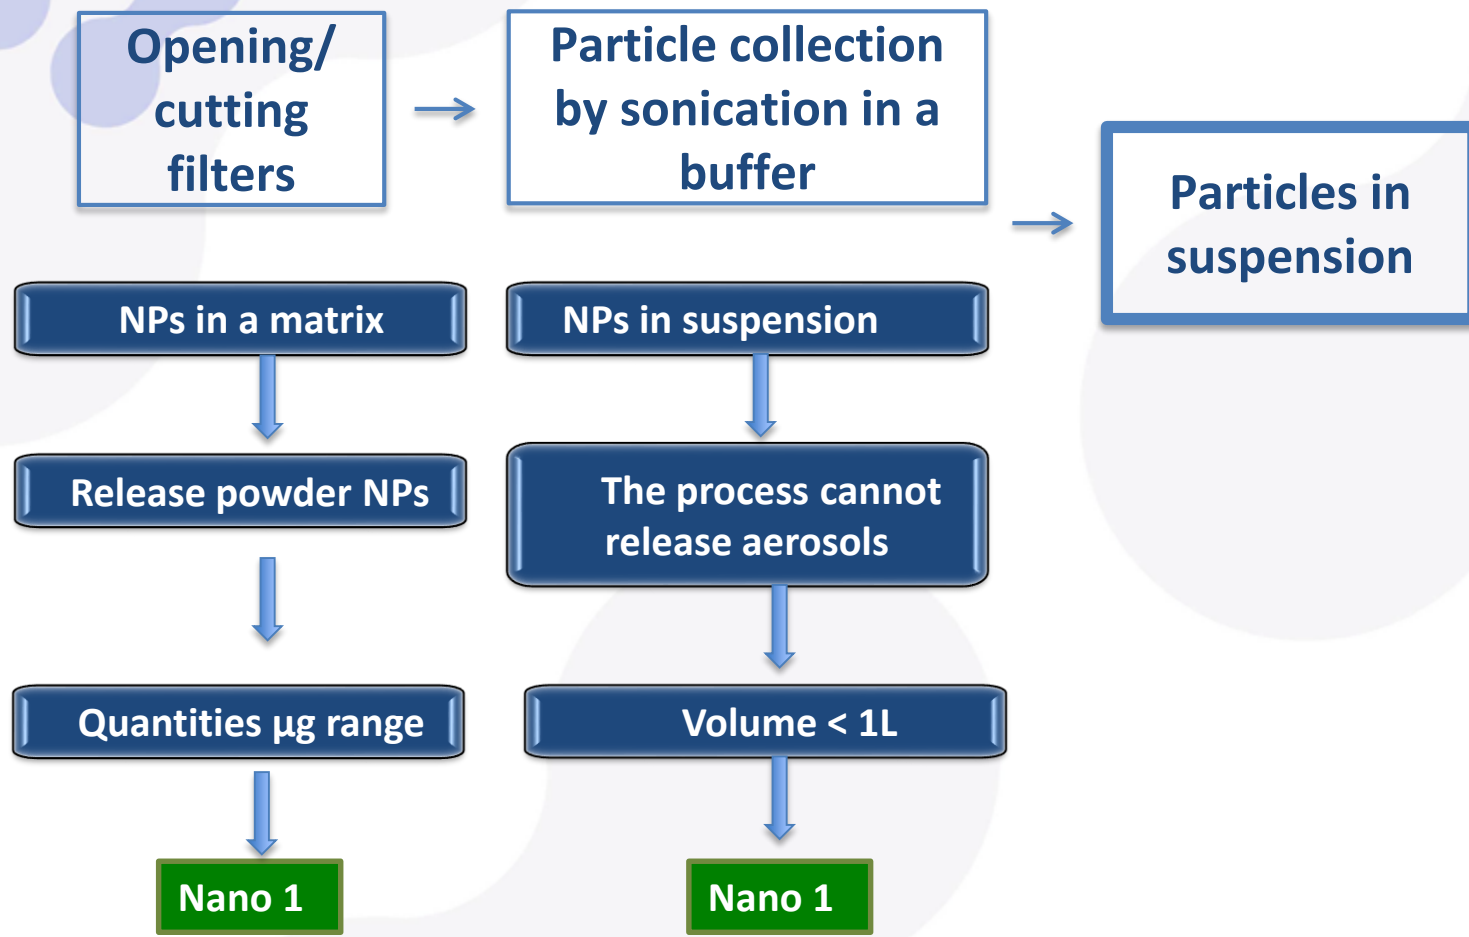 Opening/
cutting
filters
Particle collection
by sonication in a
buffer
Particles in
suspension
NPs in a matrix
Release powder NPs
Quantities µg range
Nano 1
NPs in suspension
The process cannot
release aerosols
Volume < 1L
Nano 1